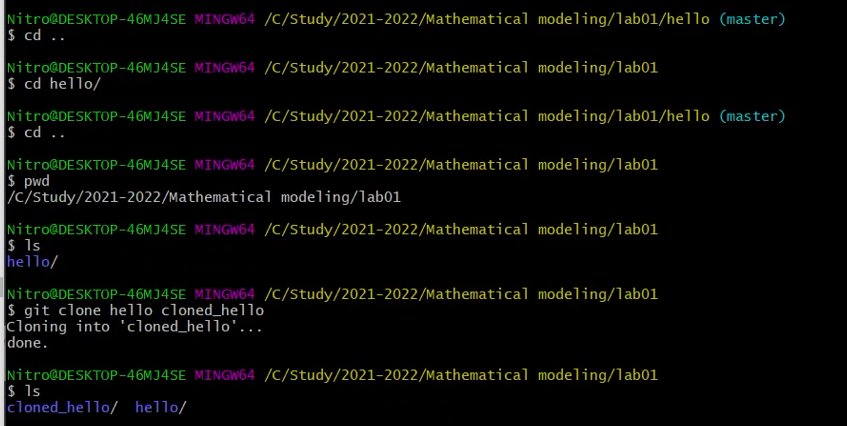 Nitro@DESKTOP-46MJ4SE MINGW64 /C/Study/2021-2022/Mathematical modeling/lab01/hello (master)
$ cd ..
Nitro@DESKTOP-46MJ4SE MINGW64 /C/Study/2021-2022/Mathematical modeling/lab01
$ cd hello/
Nitro@DESKTOP-46MJ4SE MINGW64 /C/Study/2021-2022/Mathematical modeling/lab01/hello (master)
$ cd ..
Nitro@DESKTOP-46MJ4SE MINGW64 /C/Study/2021-2022/Mathematical modeling/lab01
$ pwd
/C/Study/2021-2022/Mathematical modeling/lab01
Nitro@DESKTOP-46MJ4SE MINGW64 /C/Study/2021-2022/Mathematical modeling/lab01
$ ls
hello/
Nitro@DESKTOP-46MJ4SE MINGW64 /C/Study/2021-2022/Mathematical modeling/lab01
$ git clone hello cloned_hello
Cloning into 'cloned_hello'...
done.
Nitro@DESKTOP-46MJ4SE MINGW64 /C/Study/2021-2022/Mathematical modeling/lab01
$ ls
cloned_hello/  hello/